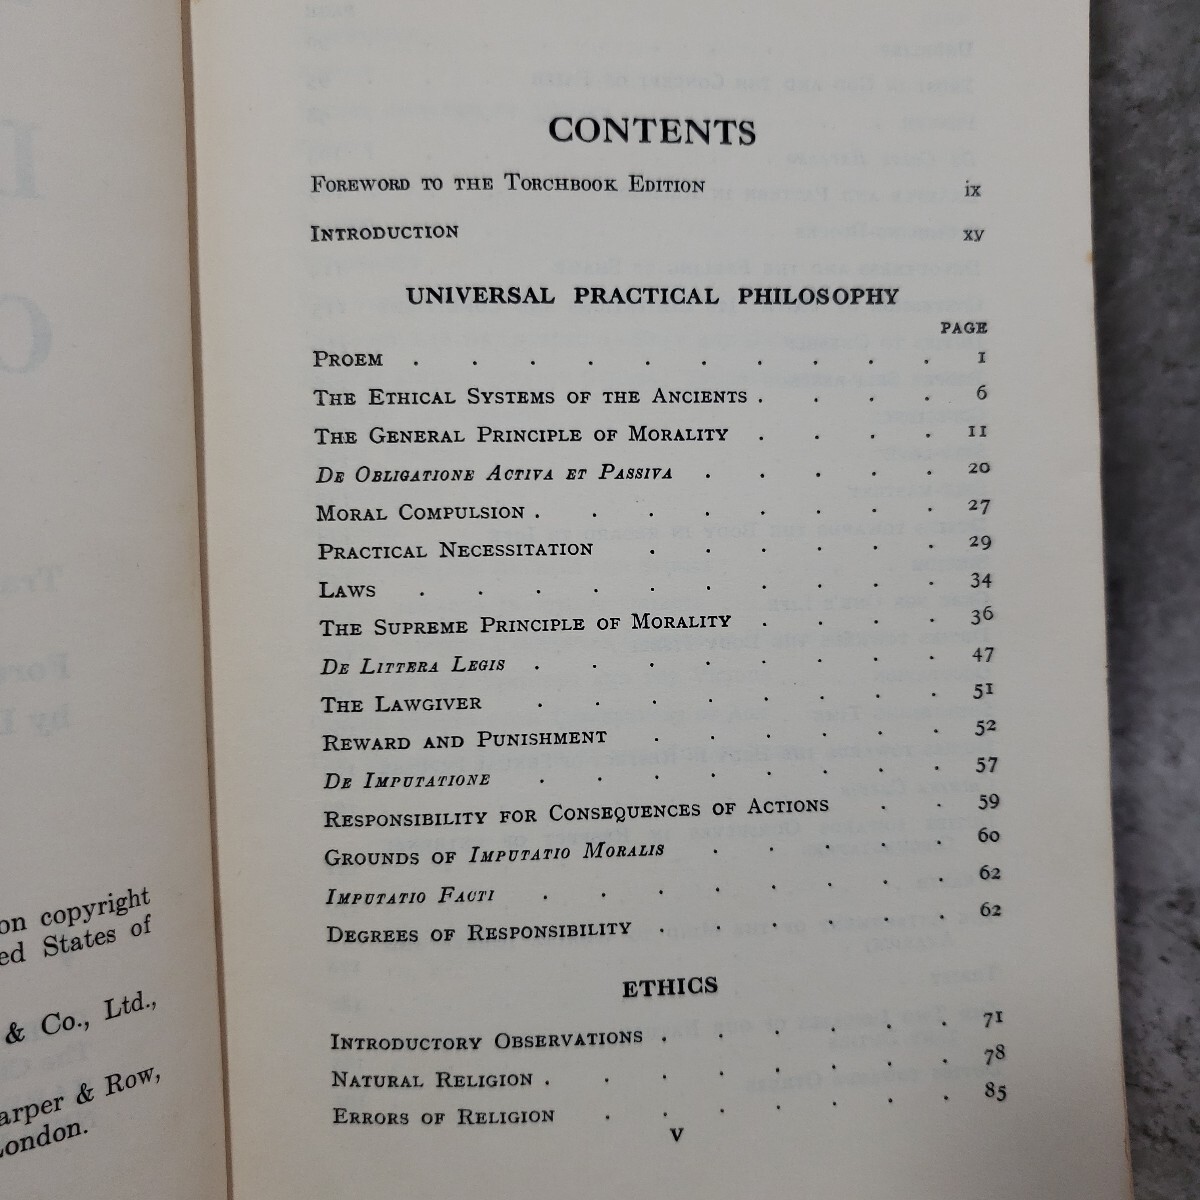 on copyright
ed States of
& Co., Ltd.,
arper & Row,
London.
CONTENTS
FOREWORD TO THE TORCHBOOK EDITION ix
INTRODUCTION xv
UNIVERSAL PRACTICAL PHILOSOPHY
PAGE
PROEM . . . . . . . . . . 1
THE ETHICAL SYSTEMS OF THE ANCIENTS . . . . 6
THE GENERAL PRINCIPLE OF MORALITY . . . . 11
DE OBLIGATIONE ACTIVA ET PASSIVA . . . . . 20
MORAL COMPULSION . . . . . . . . 27
PRACTICAL NECESSITATION . . . . . . 29
LAWS . . . . . . . . . . 34
THE SUPREME PRINCIPLE OF MORALITY . . . . 36
DE LITTERA LEGIS . . . . . . . . 47
THE LAWGIVER . . . . . . . . 51
REWARD AND PUNISHMENT . . . . . . 52
DE IMPUTATIONE . . . . . . . . 57
RESPONSIBILITY FOR CONSEQUENCES OF ACTIONS . . 59
GROUNDS OF IMPUTATIO MORALIS . . . . . 60
IMPUTATIO FACTI . . . . . . . . 62
DEGREES OF RESPONSIBILITY . . . . . . 62
ETHICS
INTRODUCTORY OBSERVATIONS . . . . . . 71
NATURAL RELIGION . . . . . . . . 78
ERRORS OF RELIGION . . . . . . . 85
v